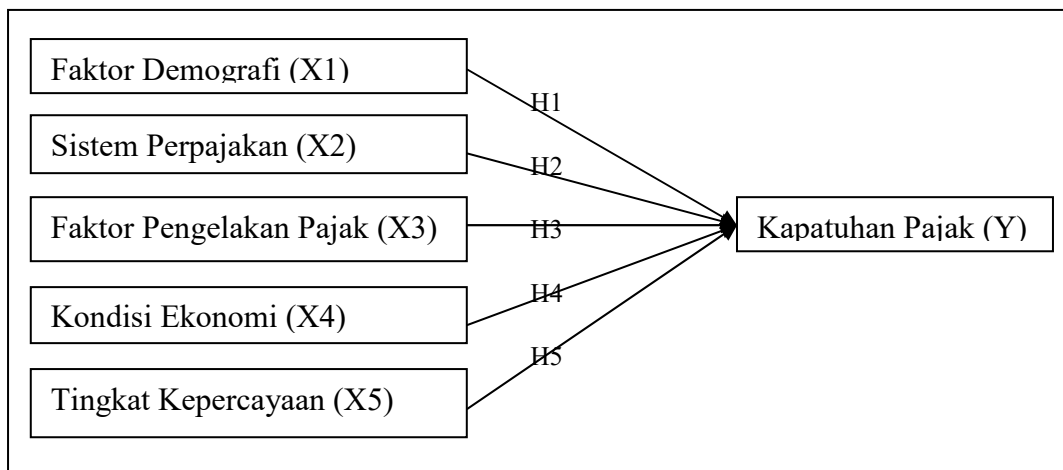 Faktor Demografi (X1)
H1
Sistem Perpajakan (X2)
H2
Faktor Pengelakan Pajak (X3)
H3
Kapatuhan Pajak (Y)
Kondisi Ekonomi (X4)
H4
Tingkat Kepercayaan (X5)
H5